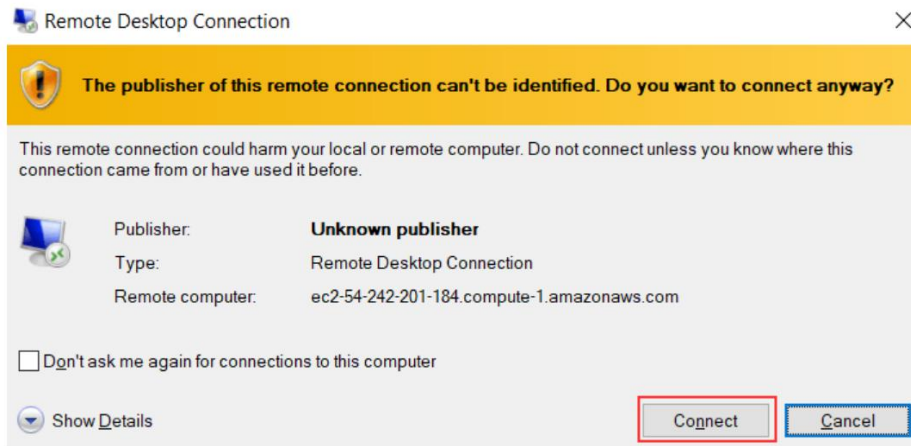 Remote Desktop Connection
The publisher of this remote connection can't be identified. Do you want to connect anyway?
This remote connection could harm your local or remote computer. Do not connect unless you know where this
connection came from or have used it before.
Publisher: Unknown publisher
Type: Remote Desktop Connection
Remote computer: ec2-54-242-201-184.compute-1.amazonaws.com
Don't ask me again for connections to this computer
Show Details Connect Cancel